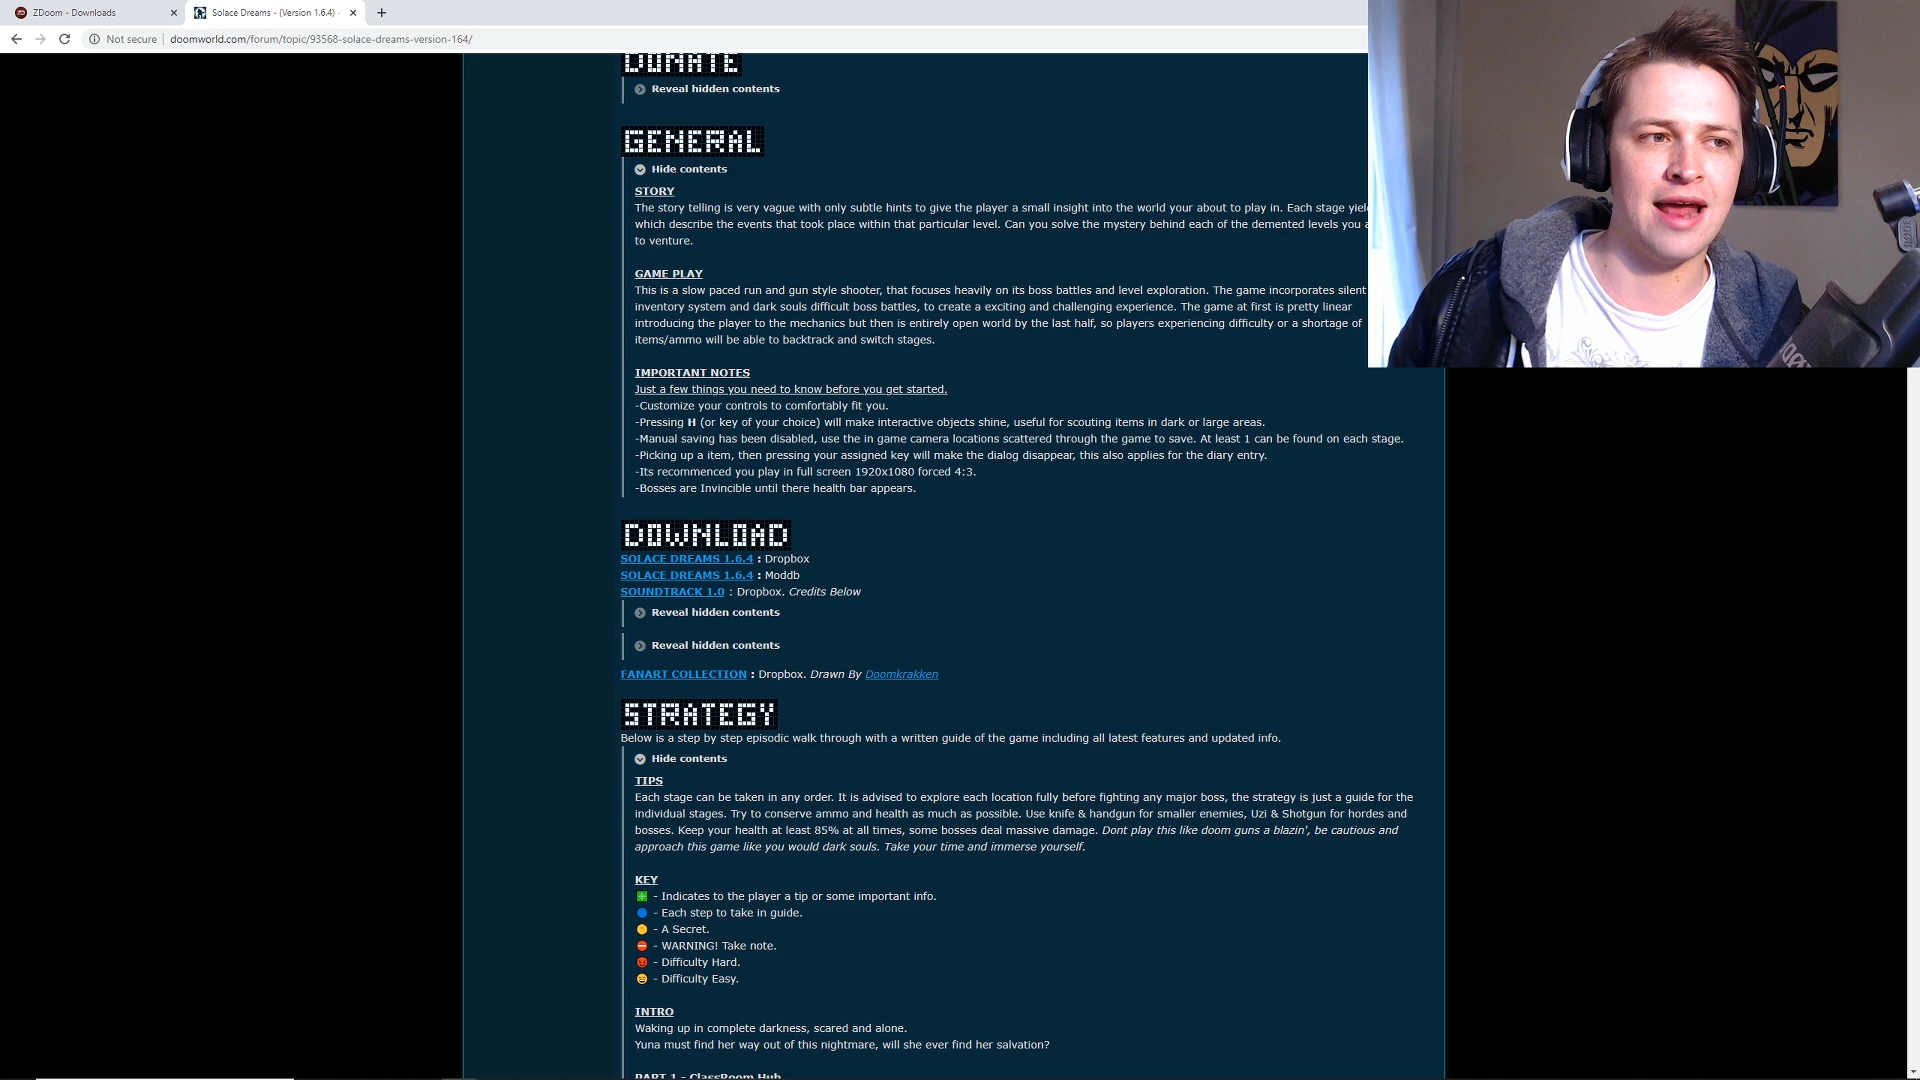 ZDoom - Downloads
Solace Dreams - (Version 1.6.4) -
Not secure
doomworld.com/forum/topic/93568-solace-dreams-version-164/
DONATE
Reveal hidden contents
GENERAL
Hide contents
STORY
The story telling is very vague with only subtle hints to give the player a small insight into the world your about to play in. Each stage
which describe the events that took place within that particular level. Can you solve the mystery behind each of the demented levels you
to venture.
GAME PLAY
This is a slow paced run and gun style shooter, that focuses heavily on its boss battles and level exploration. The game incorporates silent
inventory system and dark souls difficult boss battles, to create a exciting and challenging experience. The game at first is pretty linear
introducing the player to the mechanics but then is entirely open world by the last half, so players experiencing difficulty or a shortage of
items/ammo will be able to backtrack and switch stages.
IMPORTANT NOTES
Just a few things you need to know before you get started.
-Customize your controls to comfortably fit you.
-Pressing H (or key of your choice) will make interactive objects shine, useful for scouting items in dark or large areas.
-Manual saving has been disabled, use the in game camera locations scattered through the game to save. At least 1 can be found on each stage.
-Picking up a item, then pressing your assigned key will make the dialog disappear, this also applies for the diary entry.
-Its recommenced you play in full screen 1920x1080 forced 4:3.
-Bosses are Invincible until there health bar appears.
DOWNLOAD
SOLACE DREAMS 1.6.4 : Dropbox
SOLACE DREAMS 1.6.4 : Moddb
SOUNDTRACK 1.0 : Dropbox. Credits Below
Reveal hidden contents
Reveal hidden contents
FANART COLLECTION : Dropbox. Drawn By Doomkrakken
STRATEGY
Below is a step by step episodic walk through with a written guide of the game including all latest features and updated info.
Hide contents
TIPS
Each stage can be taken in any order. It is advised to explore each location fully before fighting any major boss, the strategy is just a guide for the
individual stages. Try to conserve ammo and health as much as possible. Use knife & handgun for smaller enemies, Uzi & Shotgun for hordes and
bosses. Keep your health at least 85% at all times, some bosses deal massive damage. Dont play this like doom guns a blazin', be cautious and
approach this game like you would dark souls. Take your time and immerse yourself.
KEY
- Indicates to the player a tip or some important info.
- Each step to take in guide.
- A Secret.
- WARNING! Take note.
- Difficulty Hard.
- Difficulty Easy.
INTRO
Waking up in complete darkness, scared and alone.
Yuna must find her way out of this nightmare, will she ever find her salvation?
PART 1 - ClassRoom Hub